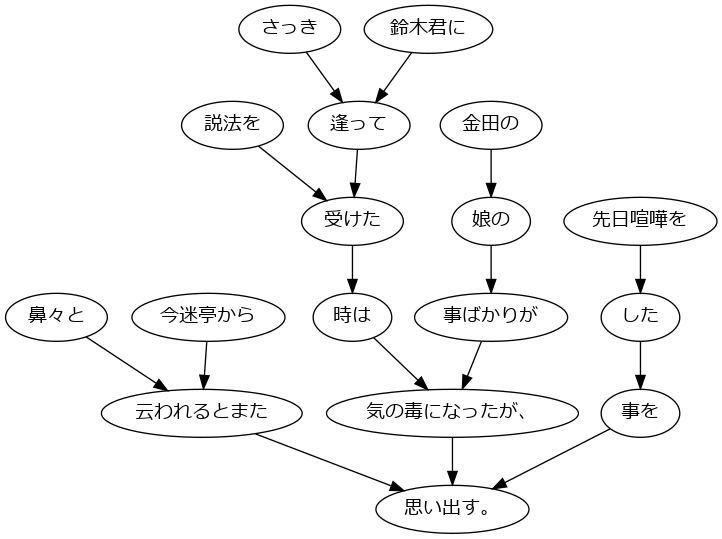 さっき
鈴木君に
説法を
逢って
金田の
受けた
娘の
先日喧嘩を
鼻々と
今迷亭から
時は
事ばかりが
した
云われるとまた
気の毒になったが、
事を
思い出す。